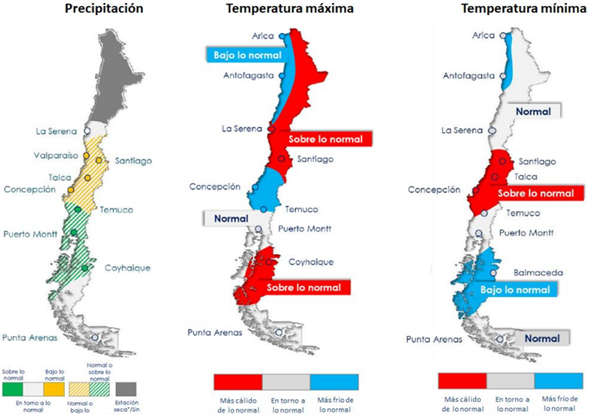 Precipitación
La Serena
Valparaíso
Santiago
Talca
Concepción
Temuco
Puerto Montt
Coyhaique
Punta Arenas
Sobre lo
normal
Bajo lo
normal
Normal o
sobre lo
normal
En torno a lo
normal
Normal o
bajo lo
Estación
seca"/Sin
Temperatura máxima
Arica
Bajo lo normal
Antofagasta
La Serena
Sobre lo normal
Santiago
Concepción
Temuco
Normal
Puerto Montt
Coyhaique
Sobre lo normal
Punta Arenas
Más cálido
de lo normal
En torno a
lo normal
Más frío de
lo normal
Temperatura mínima
Arica
Antofagasta
Normal
La Serena
Santiago
Talca
Concepción
Sobre lo normal
Temuco
Puerto Montt
Balmaceda
Bajo lo normal
Punta Arenas
Normal
Más cálido
de lo normal
En torno a
lo normal
Más frío de
lo normal